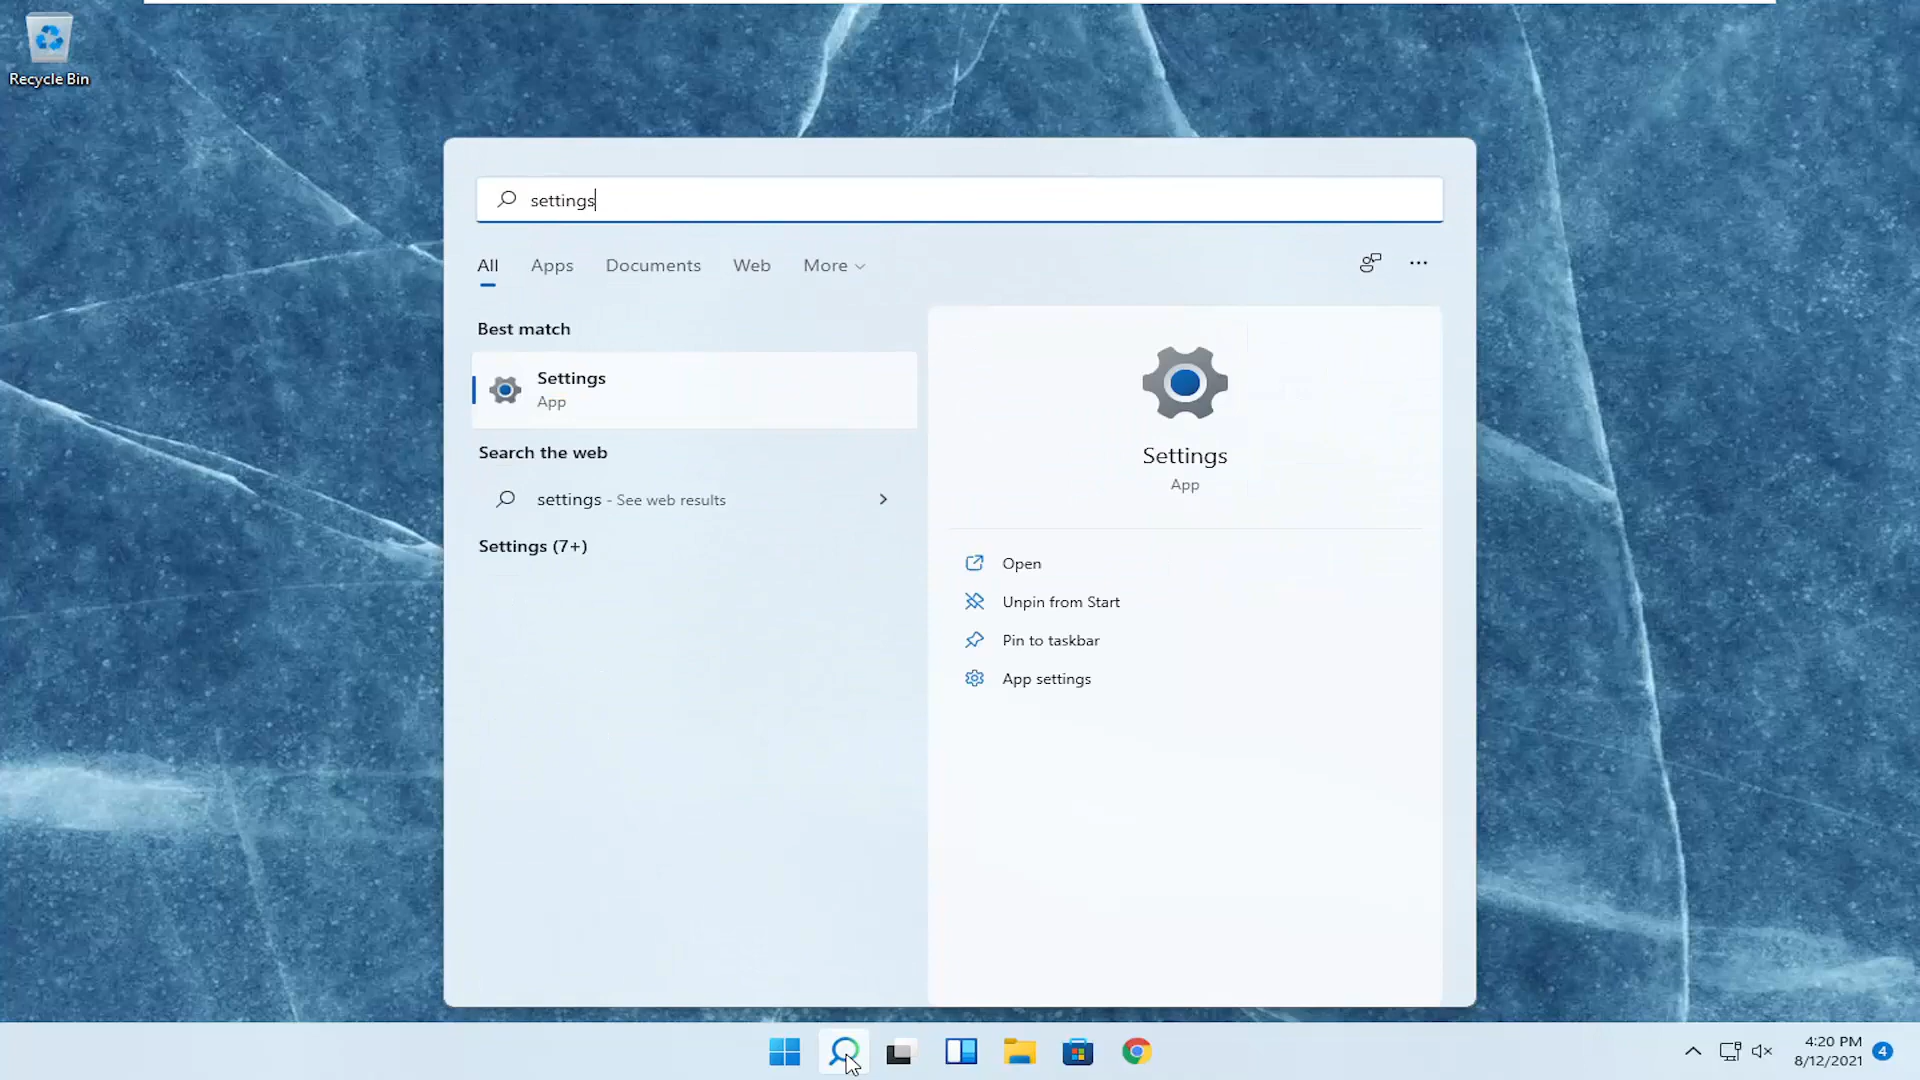 Recycle Bin
settings
All Apps Documents Web More
Best match
Settings
App
Search the web
settings - See web results
Settings (7+)
Settings
App
Open
Unpin from Start
Pin to taskbar
App settings
4:20 PM
8/12/2021
4